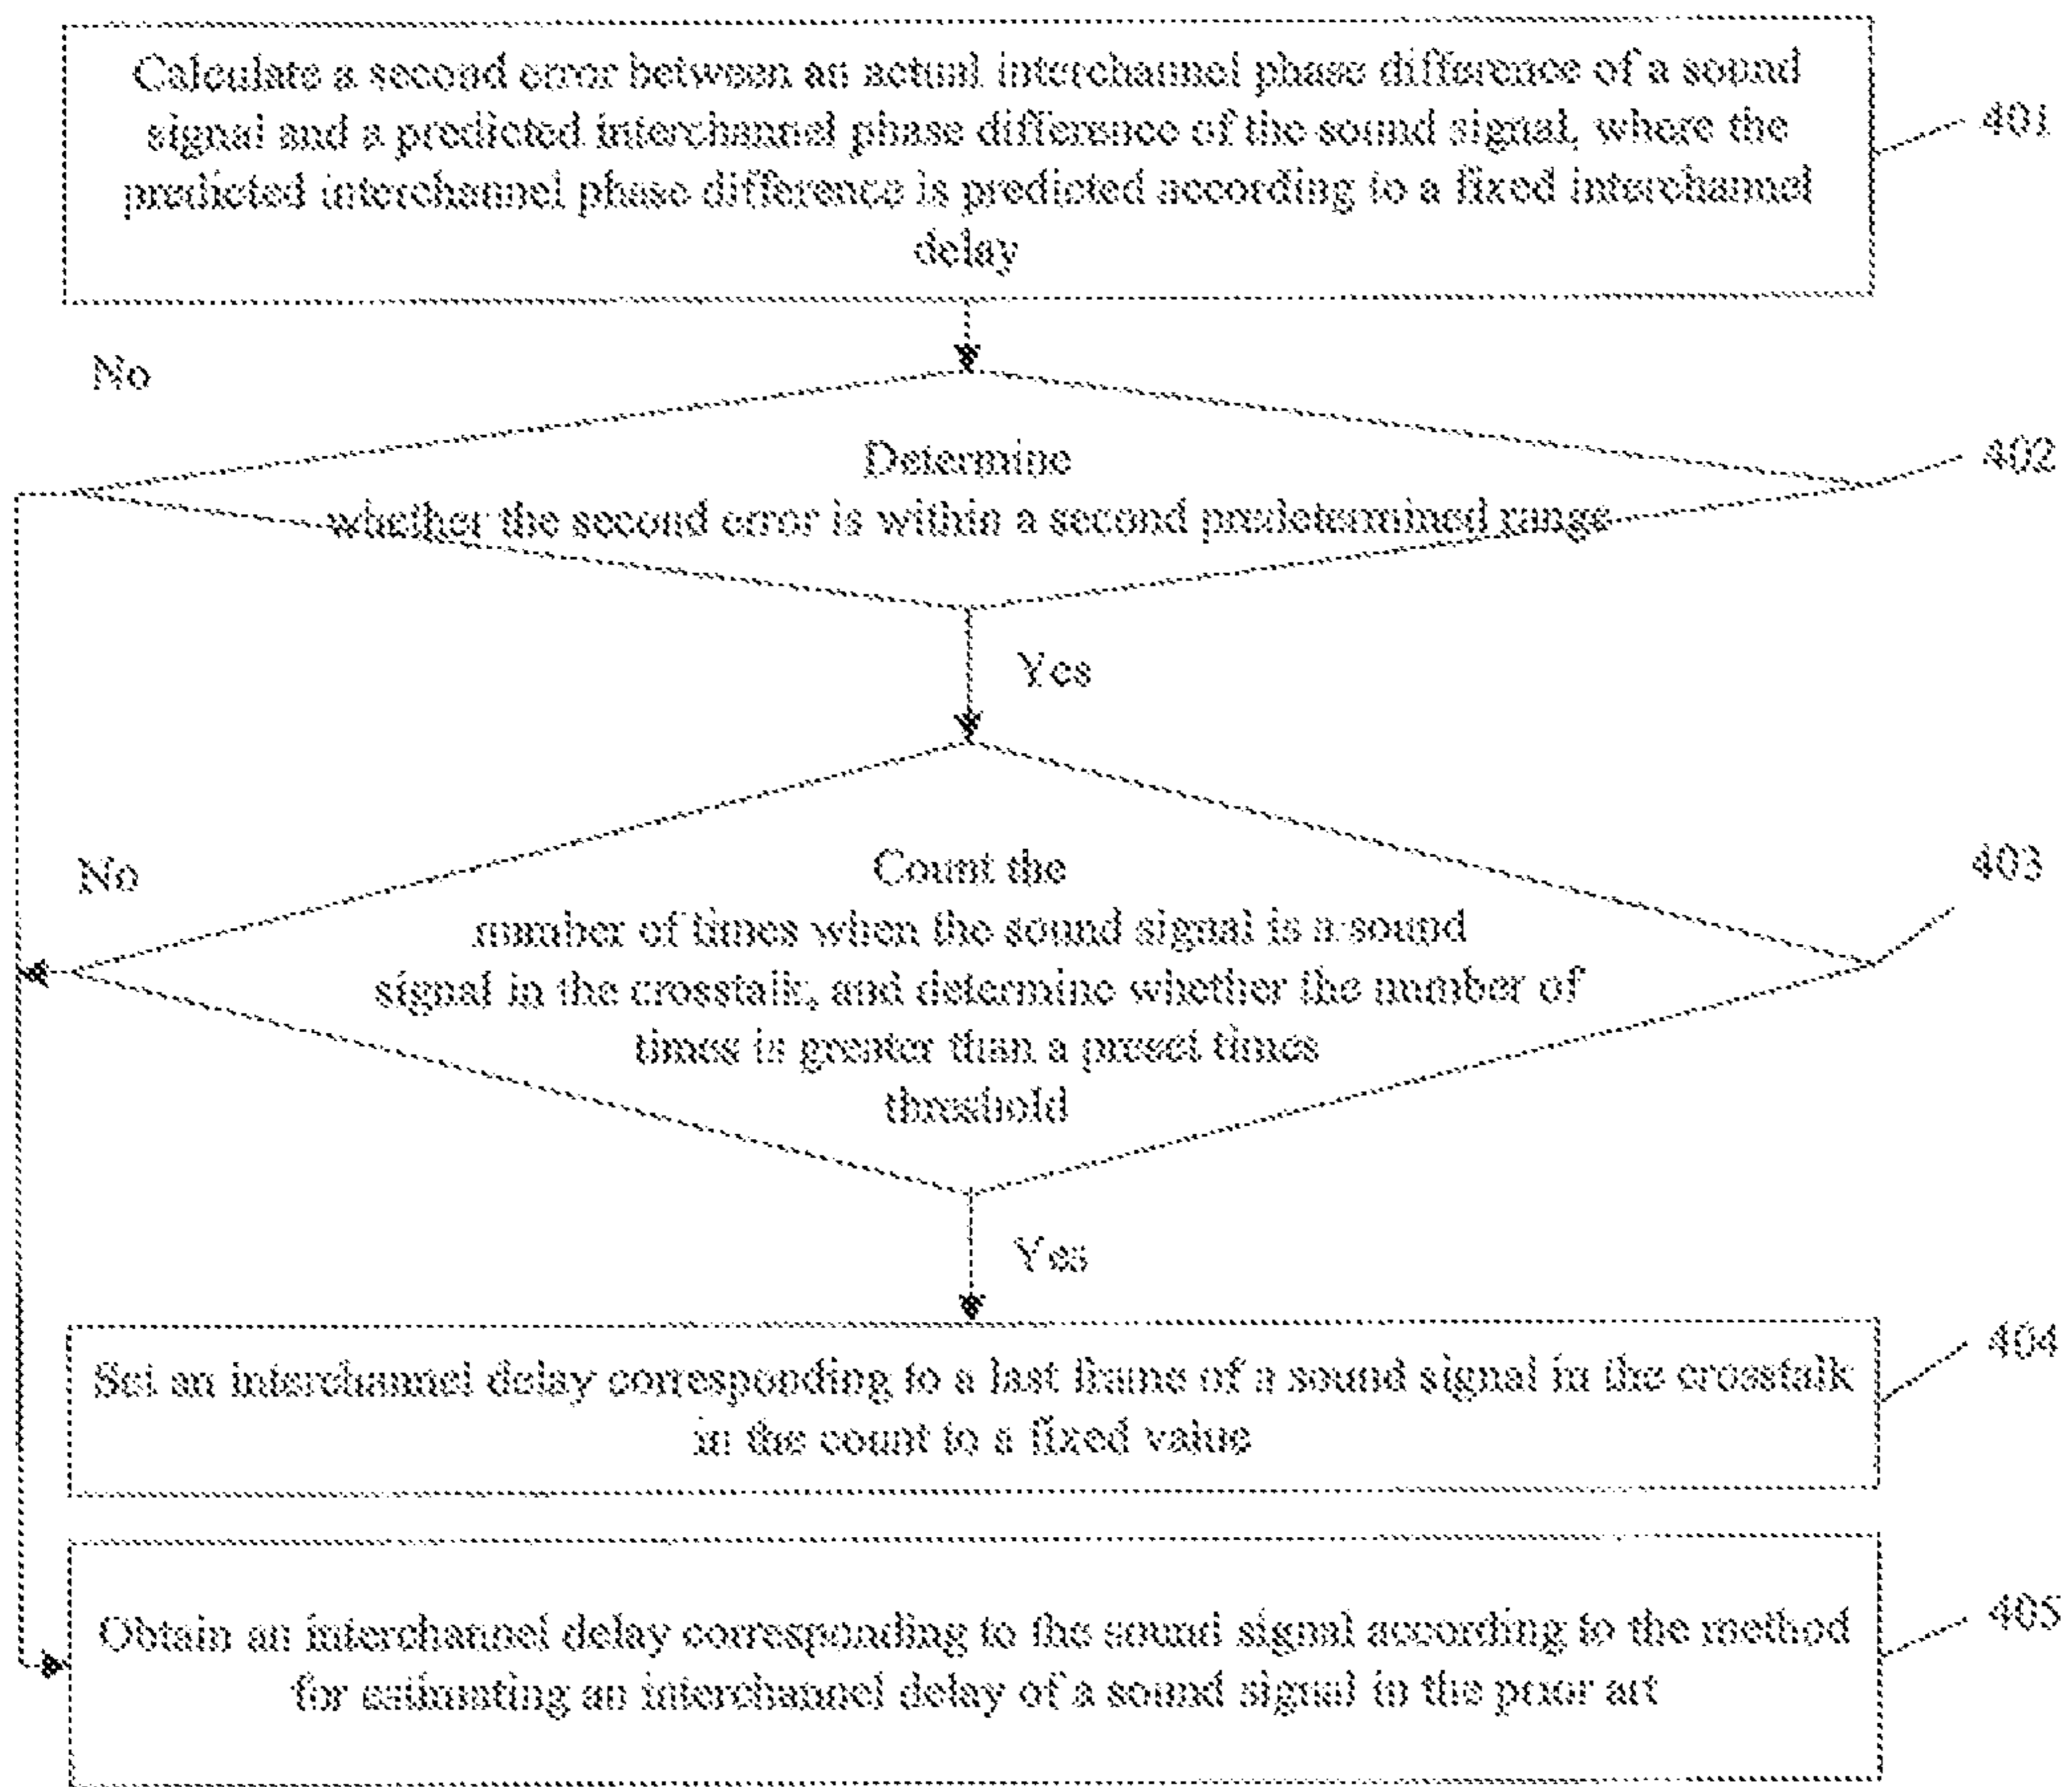 Calculate a second error between an actual interchannel phase difference of a sound
signal and a predicted interchannel phase difference of the sound signal, where the
predicted interchannel phase difference is predicted according to a fixed interchannel
delay
401
No
Determine
whether the second error is within a second predetermined range
402
Yes
No
Count the
number of times when the sound signal is a sound
signal in the crosstalk, and determine whether the number of
times is greater than a preset times
threshold
403
Yes
Set an interchannel delay corresponding to a last frame of a sound signal in the crosstalk
in the count to a fixed value
404
Obtain an interchannel delay corresponding to the sound signal according to the method
for estimating an interchannel delay of a sound signal in the prior art
405